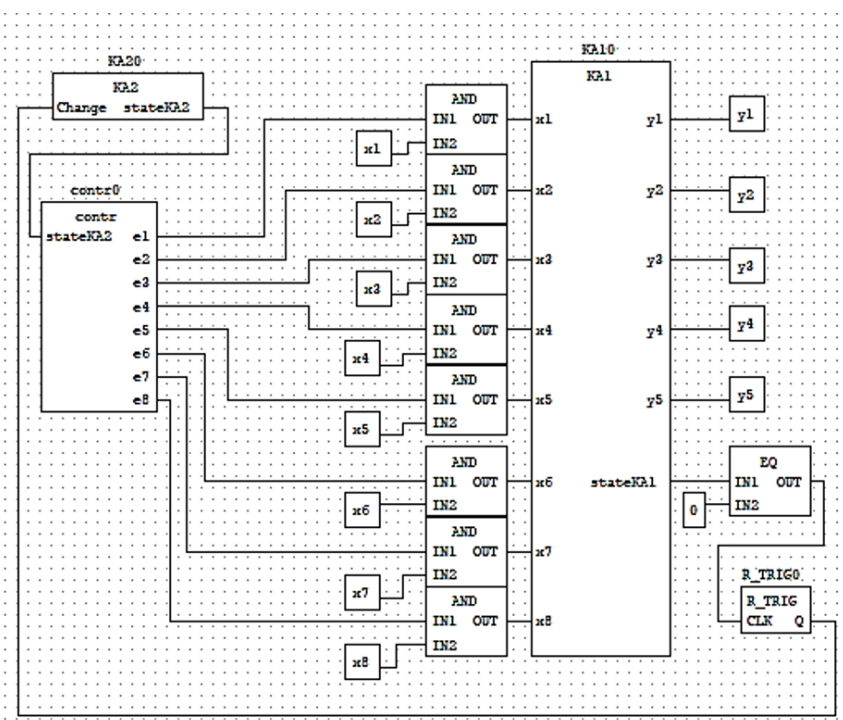 KA20
KA2
Change stateKA2
contr0
contr
stateKA2 e1
e2
e3
e4
e5
e6
e7
e8
AND
IN1 OUT
IN2
x1
AND
IN1 OUT
IN2
x2
AND
IN1 OUT
IN2
x3
AND
IN1 OUT
IN2
x4
AND
IN1 OUT
IN2
x5
AND
IN1 OUT
IN2
x6
AND
IN1 OUT
IN2
x7
AND
IN1 OUT
IN2
x8
KA10
KA1
x1 y1
x2 y2
x3 y3
x4 y4
x5 y5
x6 stateKA1
x7
x8
y1
y2
y3
y4
y5
EQ
IN1 OUT
IN2
0
R_TRIG0
R_TRIG
CLK Q